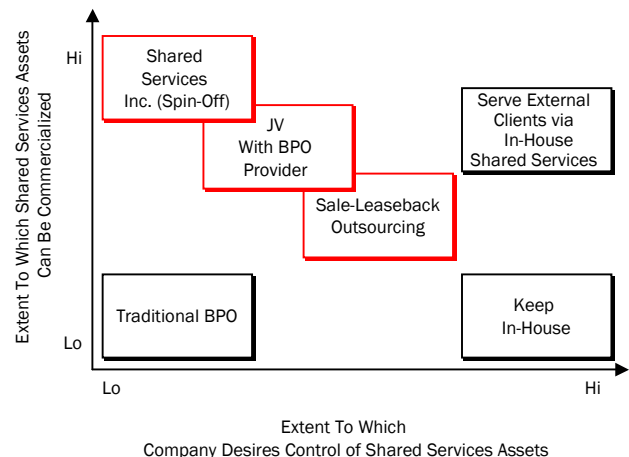 Extent To Which Shared Services Assets
Can Be Commercialized
Hi
Shared
Services
Inc. (Spin-Off)
JV
With BPO
Provider
Sale-Leaseback
Outsourcing
Serve External
Clients via
In-House
Shared Services
Traditional BPO
Keep
In-House
Lo
Lo
Hi
Extent To Which
Company Desires Control of Shared Services Assets